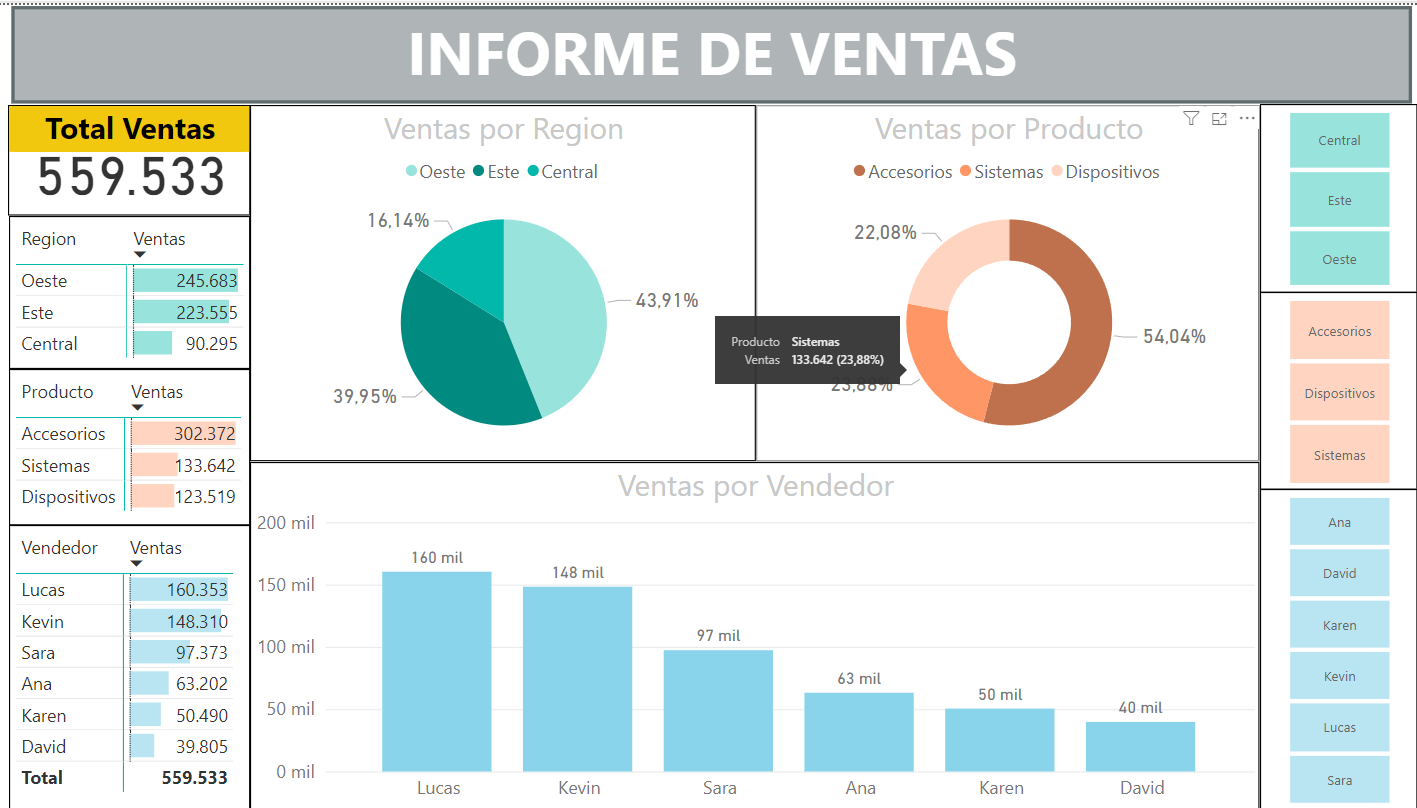 INFORME DE VENTAS
Total Ventas
559.533
Region Ventas
Oeste 245.683
Este 223.555
Central 90.295
Producto Ventas
Accesorios 302.372
Sistemas 133.642
Dispositivos 123.519
Vendedor Ventas
Lucas 160.353
Kevin 148.310
Sara 97.373
Ana 63.202
Karen 50.490
David 39.805
Total 559.533
Ventas por Region
Oeste Este Central
16,14%
43,91%
39,95%
Ventas por Producto
Accesorios Sistemas Dispositivos
22,08%
54,04%
23,88%
Producto Sistemas
Ventas 133.642 (23,88%)
Ventas por Vendedor
200 mil
150 mil
100 mil
50 mil
0 mil
160 mil
148 mil
97 mil
63 mil
50 mil
40 mil
Lucas Kevin Sara Ana Karen David
Central
Este
Oeste
Accesorios
Dispositivos
Sistemas
Ana
David
Karen
Kevin
Lucas
Sara